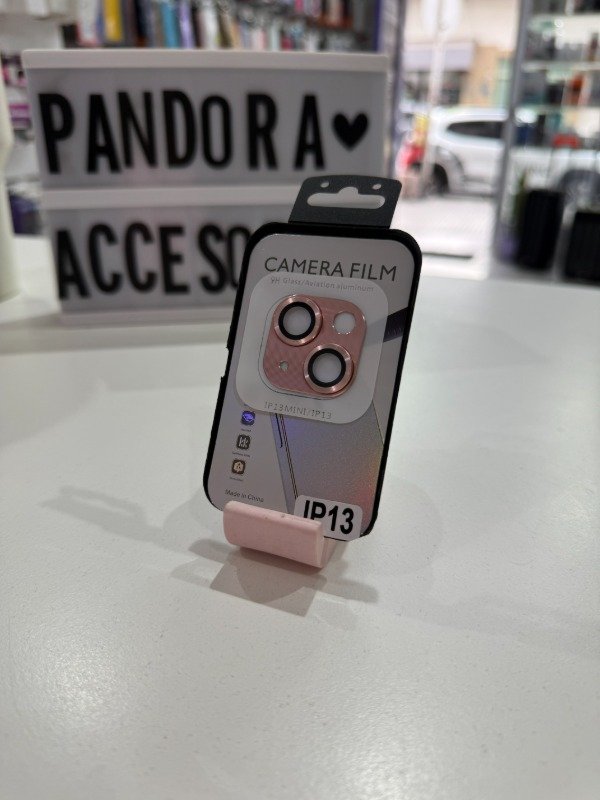 PANDORA♥
ACCESO
CAMERA FILM
9H Glass/Aviation aluminum
IP13MINI/IP13
Made in China
IP13